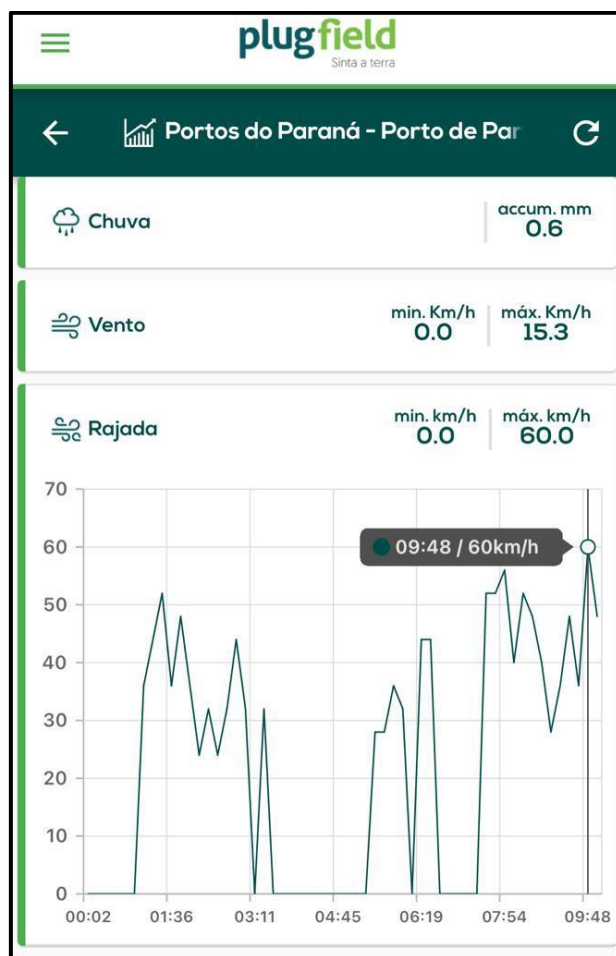 plugfield
Sinta a terra
Portos do Paraná - Porto de Par
Chuva
accum. mm
0.6
Vento
min. Km/h
0.0
máx. Km/h
15.3
Rajada
min. km/h
0.0
máx. km/h
60.0
70
60
50
40
30
20
10
0
09:48 / 60km/h
00:02 01:36 03:11 04:45 06:19 07:54 09:48